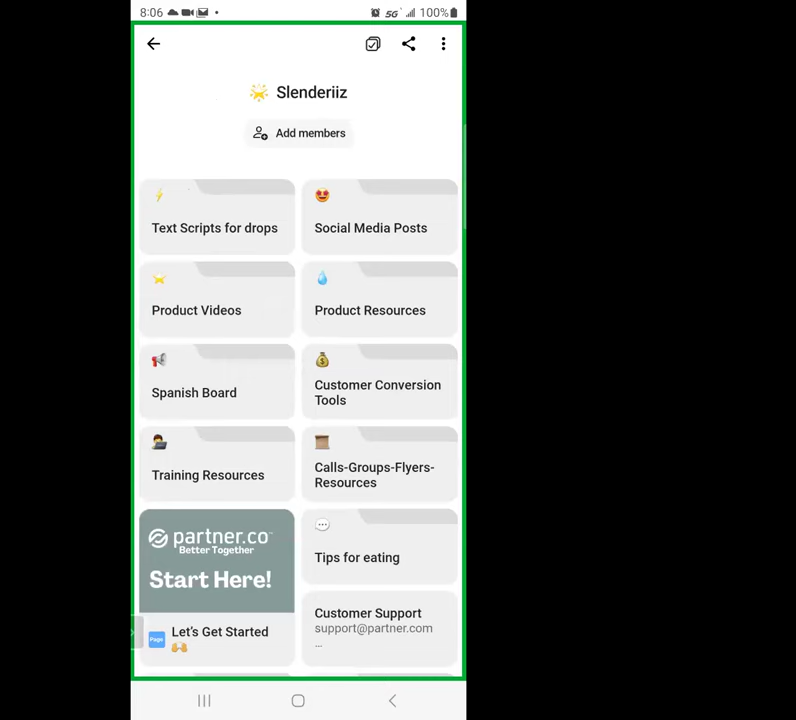 8:06
5G
100%
Slenderiiz
Add members
Text Scripts for drops
Social Media Posts
Product Videos
Product Resources
Spanish Board
Customer Conversion
Tools
Training Resources
Calls-Groups-Flyers-
Resources
partner.co™
Better Together
Start Here!
Tips for eating
Page
Let's Get Started
Customer Support
support@partner.com
...